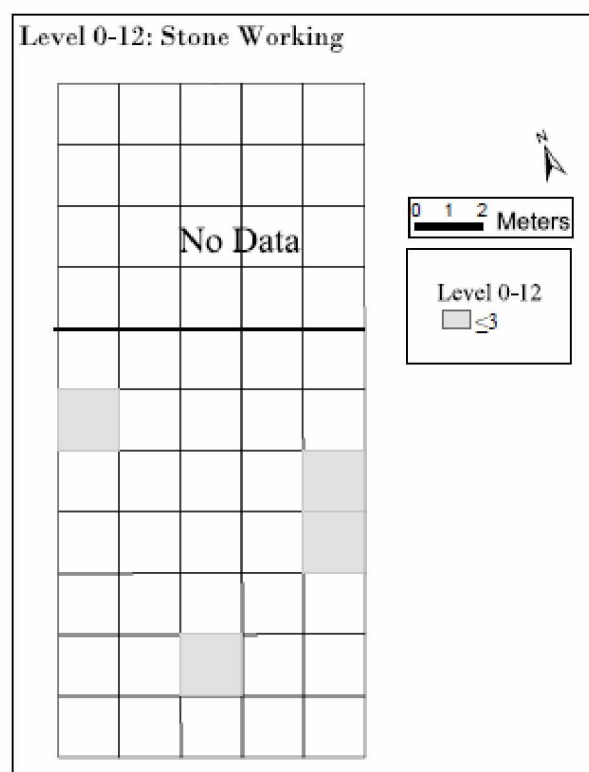 Level 0-12: Stone Working
N
0 1 2
Meters
No Data
Level 0-12
≤3